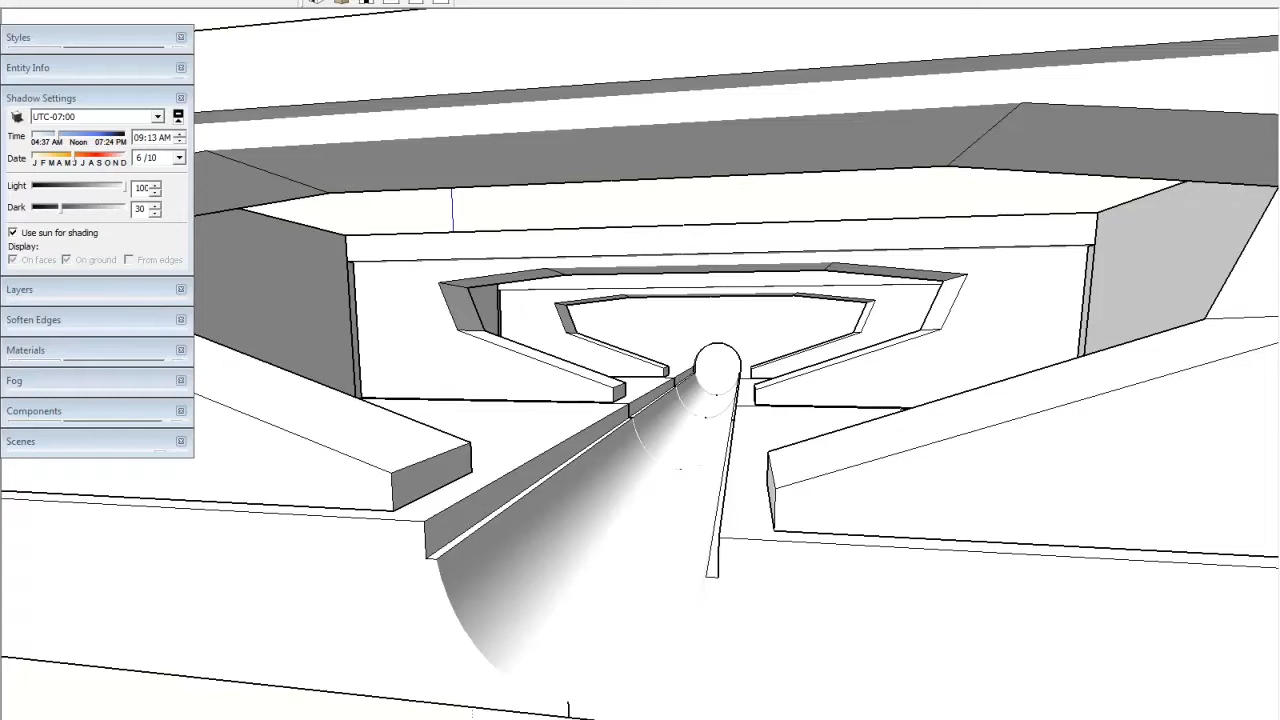 Styles
Entity Info
Shadow Settings
UTC-07:00
Time
04:37 AM Noon 07:24 PM
09:13 AM
Date
J F M A M J J A S O N D
6 /10
Light
100
Dark
30
Use sun for shading
Display:
On faces On ground From edges
Layers
Soften Edges
Materials
Fog
Components
Scenes